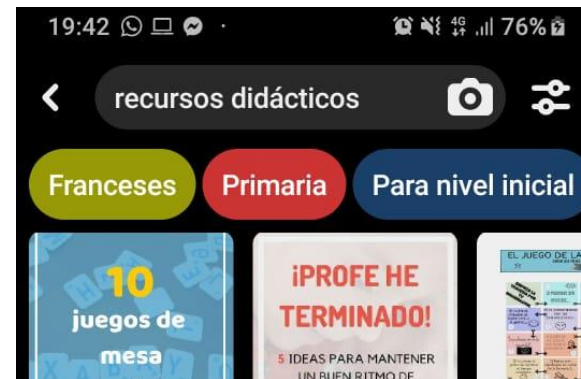 19:42 4G 76%
recursos didácticos
Franceses Primaria Para nivel inicial
10
juegos de
mesa
¡PROFE HE
TERMINADO!
5 IDEAS PARA MANTENER
UN BUEN RITMO DE
EL JUEGO DE LA